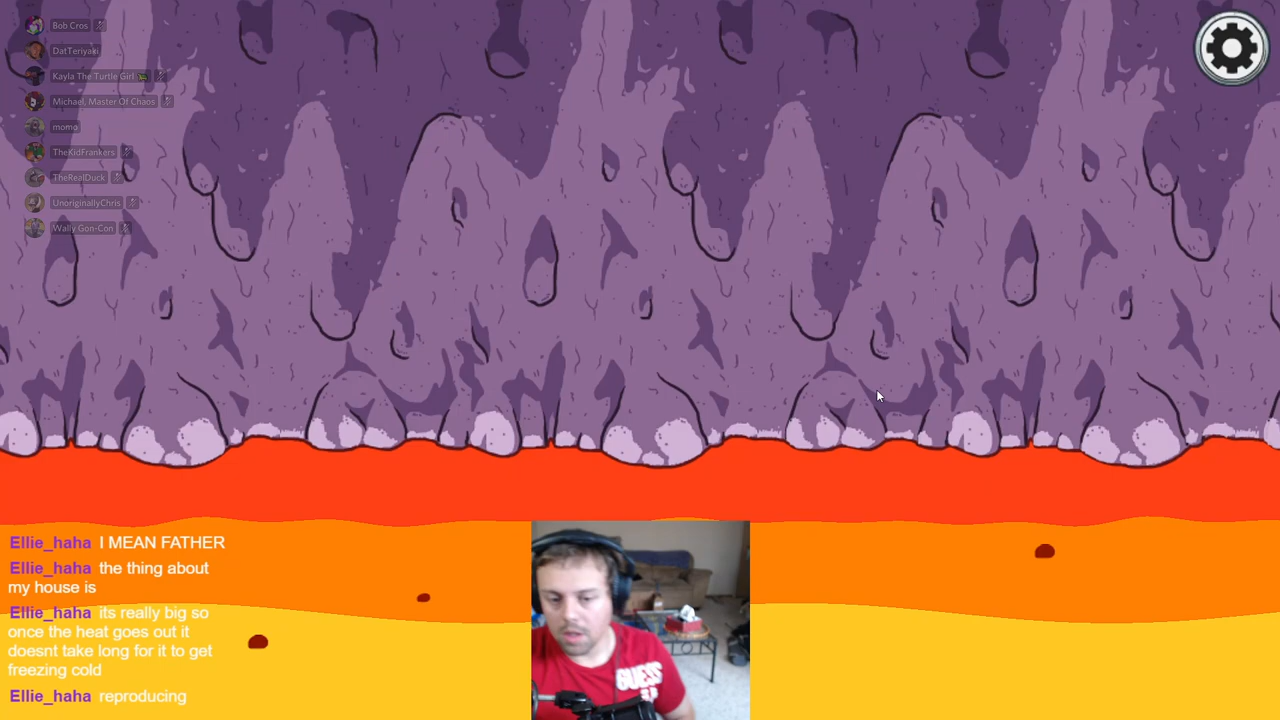 Bob Cros
DatTeriyaki
Kayla The Turtle Girl
Michael, Master Of Chaos
moma
TheKidFrankers
TheRealDuck
UnoriginallyChris
Wally Gon-Con
Ellie_haha I MEAN FATHER
Ellie_haha the thing about
my house is
Ellie_haha its really big so
once the heat goes out it
doesnt take long for it to get
freezing cold
Ellie_haha reproducing
GUESS